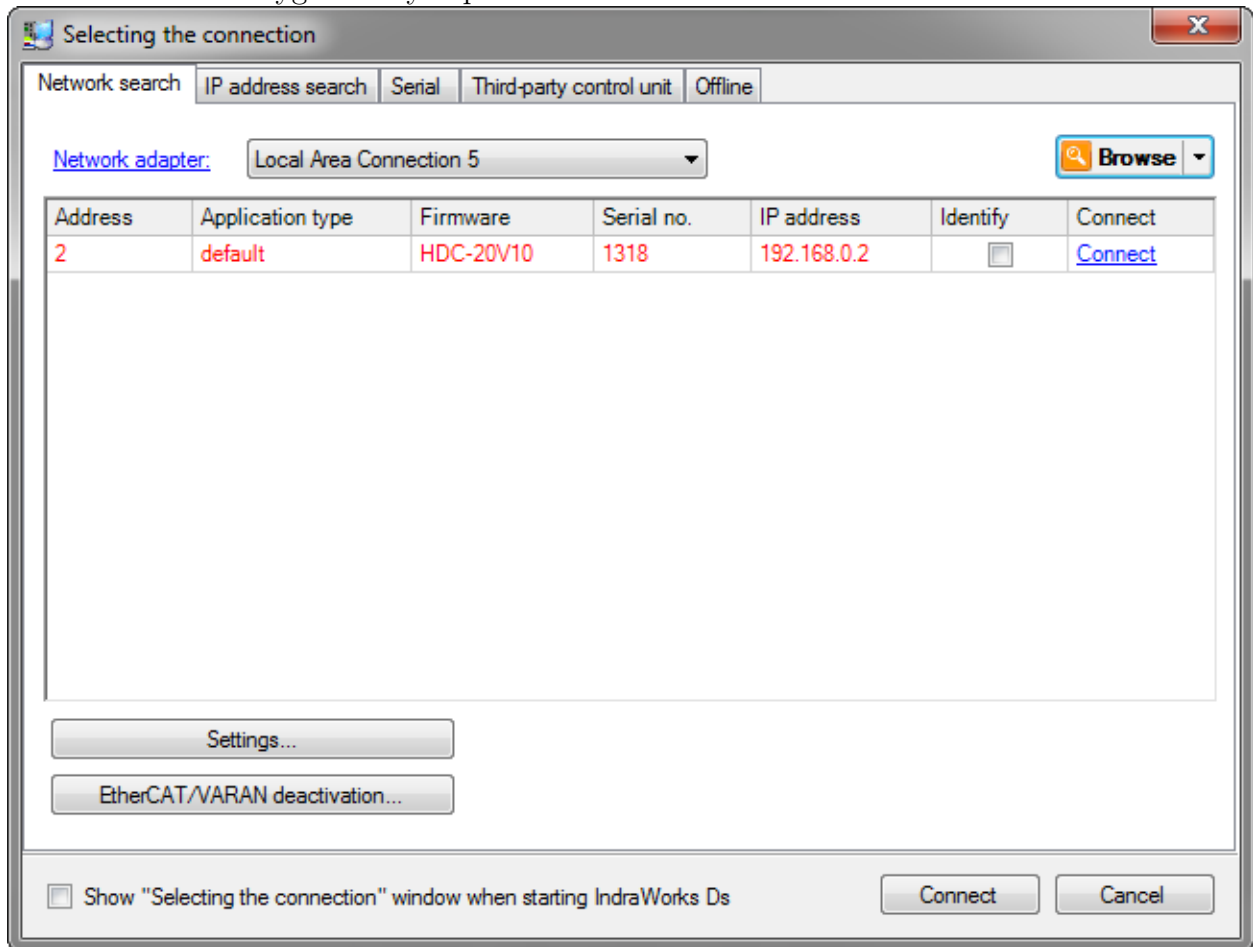 Selecting the connection
Network search IP address search Serial Third-party control unit Offline
Network adapter: Local Area Connection 5 Browse
Address Application type Firmware Serial no. IP address Identify Connect
2 default HDC-20V10 1318 192.168.0.2 Connect
Settings...
EtherCAT/VARAN deactivation...
Show "Selecting the connection" window when starting IndraWorks Ds Connect Cancel